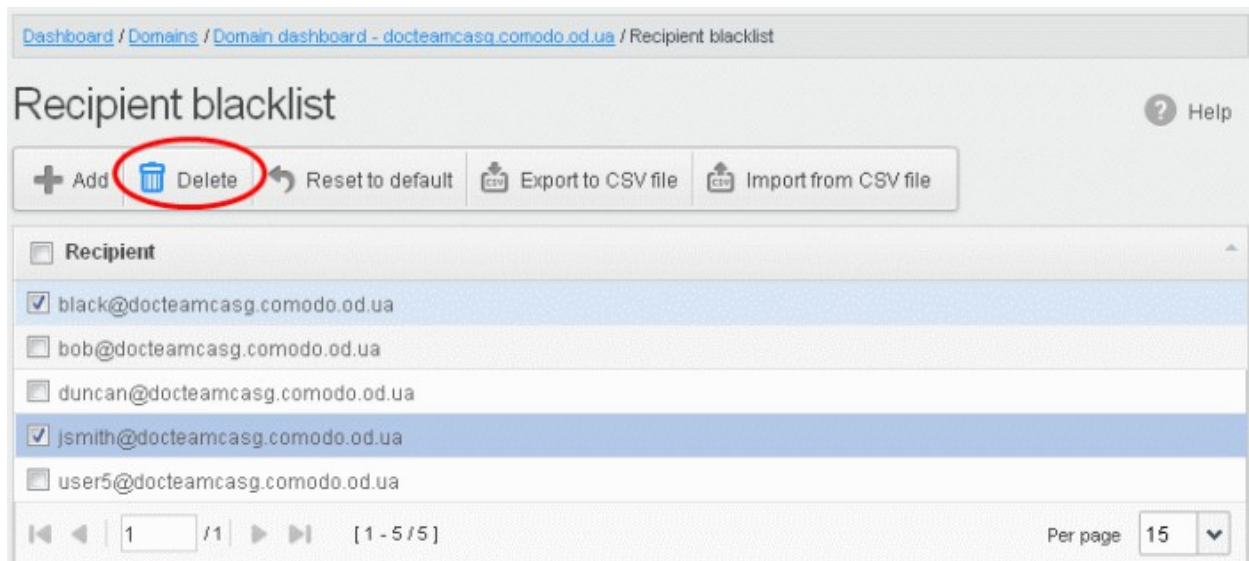 Dashboard / Domains / Domain dashboard - docteamcasg.comodo.od.ua / Recipient blacklist
Recipient blacklist
Help
Add Delete Reset to default CSV Export to CSV file CSV Import from CSV file
Recipient
black@docteamcasg.comodo.od.ua
bob@docteamcasg.comodo.od.ua
duncan@docteamcasg.comodo.od.ua
jsmith@docteamcasg.comodo.od.ua
user5@docteamcasg.comodo.od.ua
1 /1 [1 - 5 / 5] Per page 15